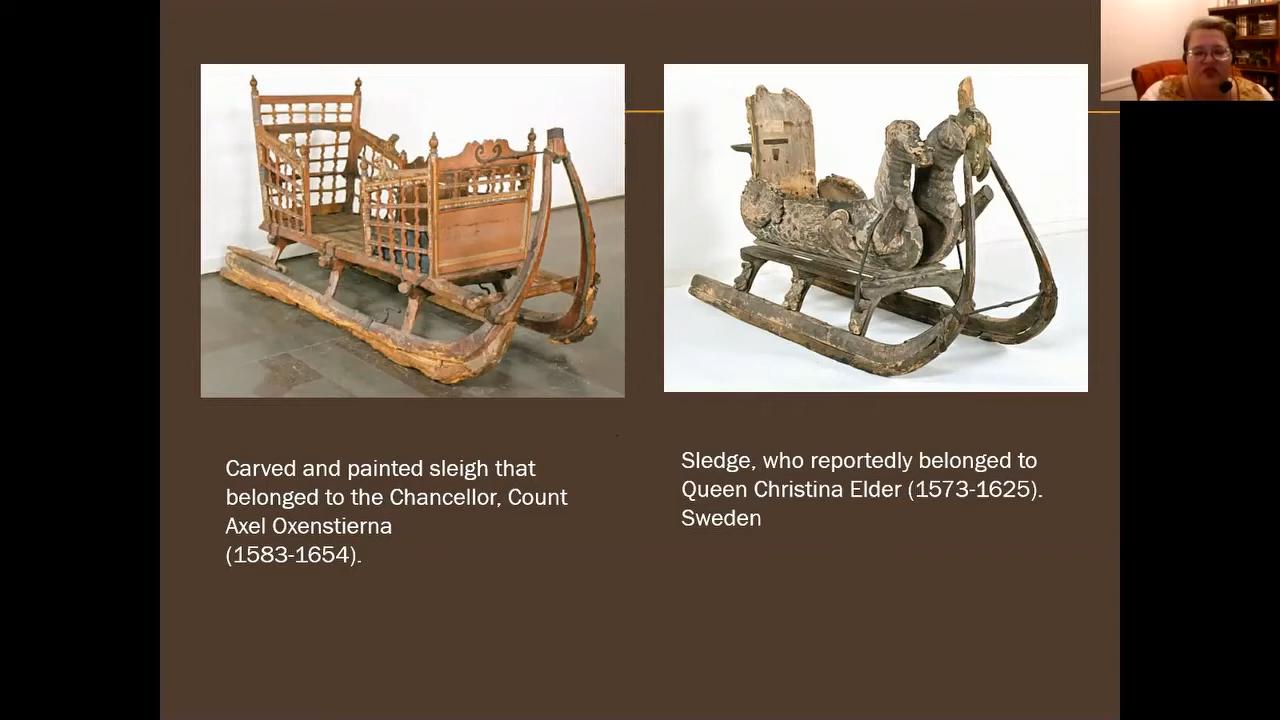 Carved and painted sleigh that
belonged to the Chancellor, Count
Axel Oxenstierna
(1583-1654).
Sledge, who reportedly belonged to
Queen Christina Elder (1573-1625).
Sweden